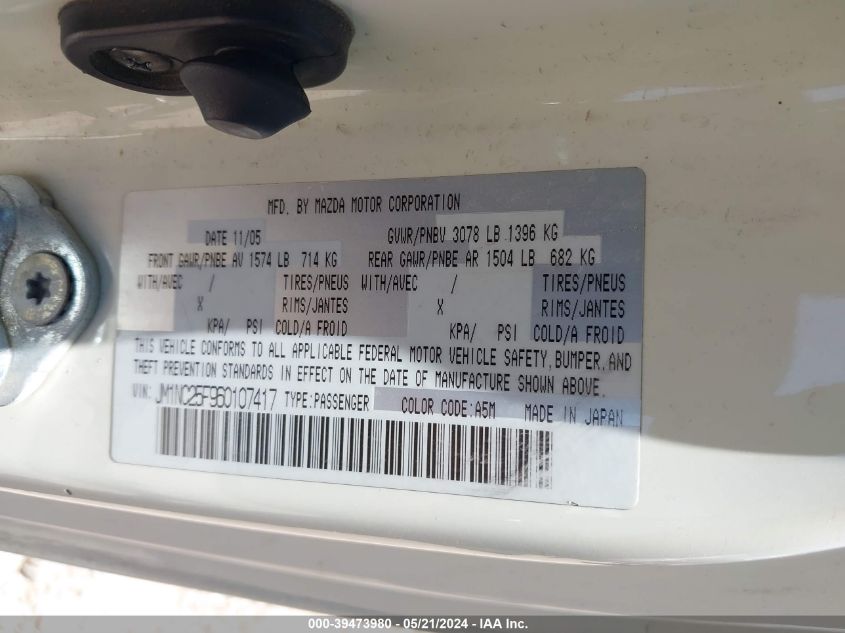 MFD. BY MAZDA MOTOR CORPORATION
DATE 11/05 GVWR/PNBV 3078 LB 1396 KG
FRONT GAWR/PNBE AV 1574 LB 714 KG REAR GAWR/PNBE AR 1504 LB 682 KG
WITH/AVEC / TIRES/PNEUS WITH/AVEC / TIRES/PNEUS
X RIMS/JANTES X RIMS/JANTES
KPA/ PSI COLD/A FROID KPA/ PSI COLD/A FROID
THIS VEHICLE CONFORMS TO ALL APPLICABLE FEDERAL MOTOR VEHICLE SAFETY, BUMPER, AND
THEFT PREVENTION STANDARDS IN EFFECT ON THE DATE OF MANUFACTURE SHOWN ABOVE.
VIN: JM1NC25F960107417 TYPE:PASSENGER COLOR CODE:A5M MADE IN JAPAN
000-39473980 - 05/21/2024 - IAA Inc.